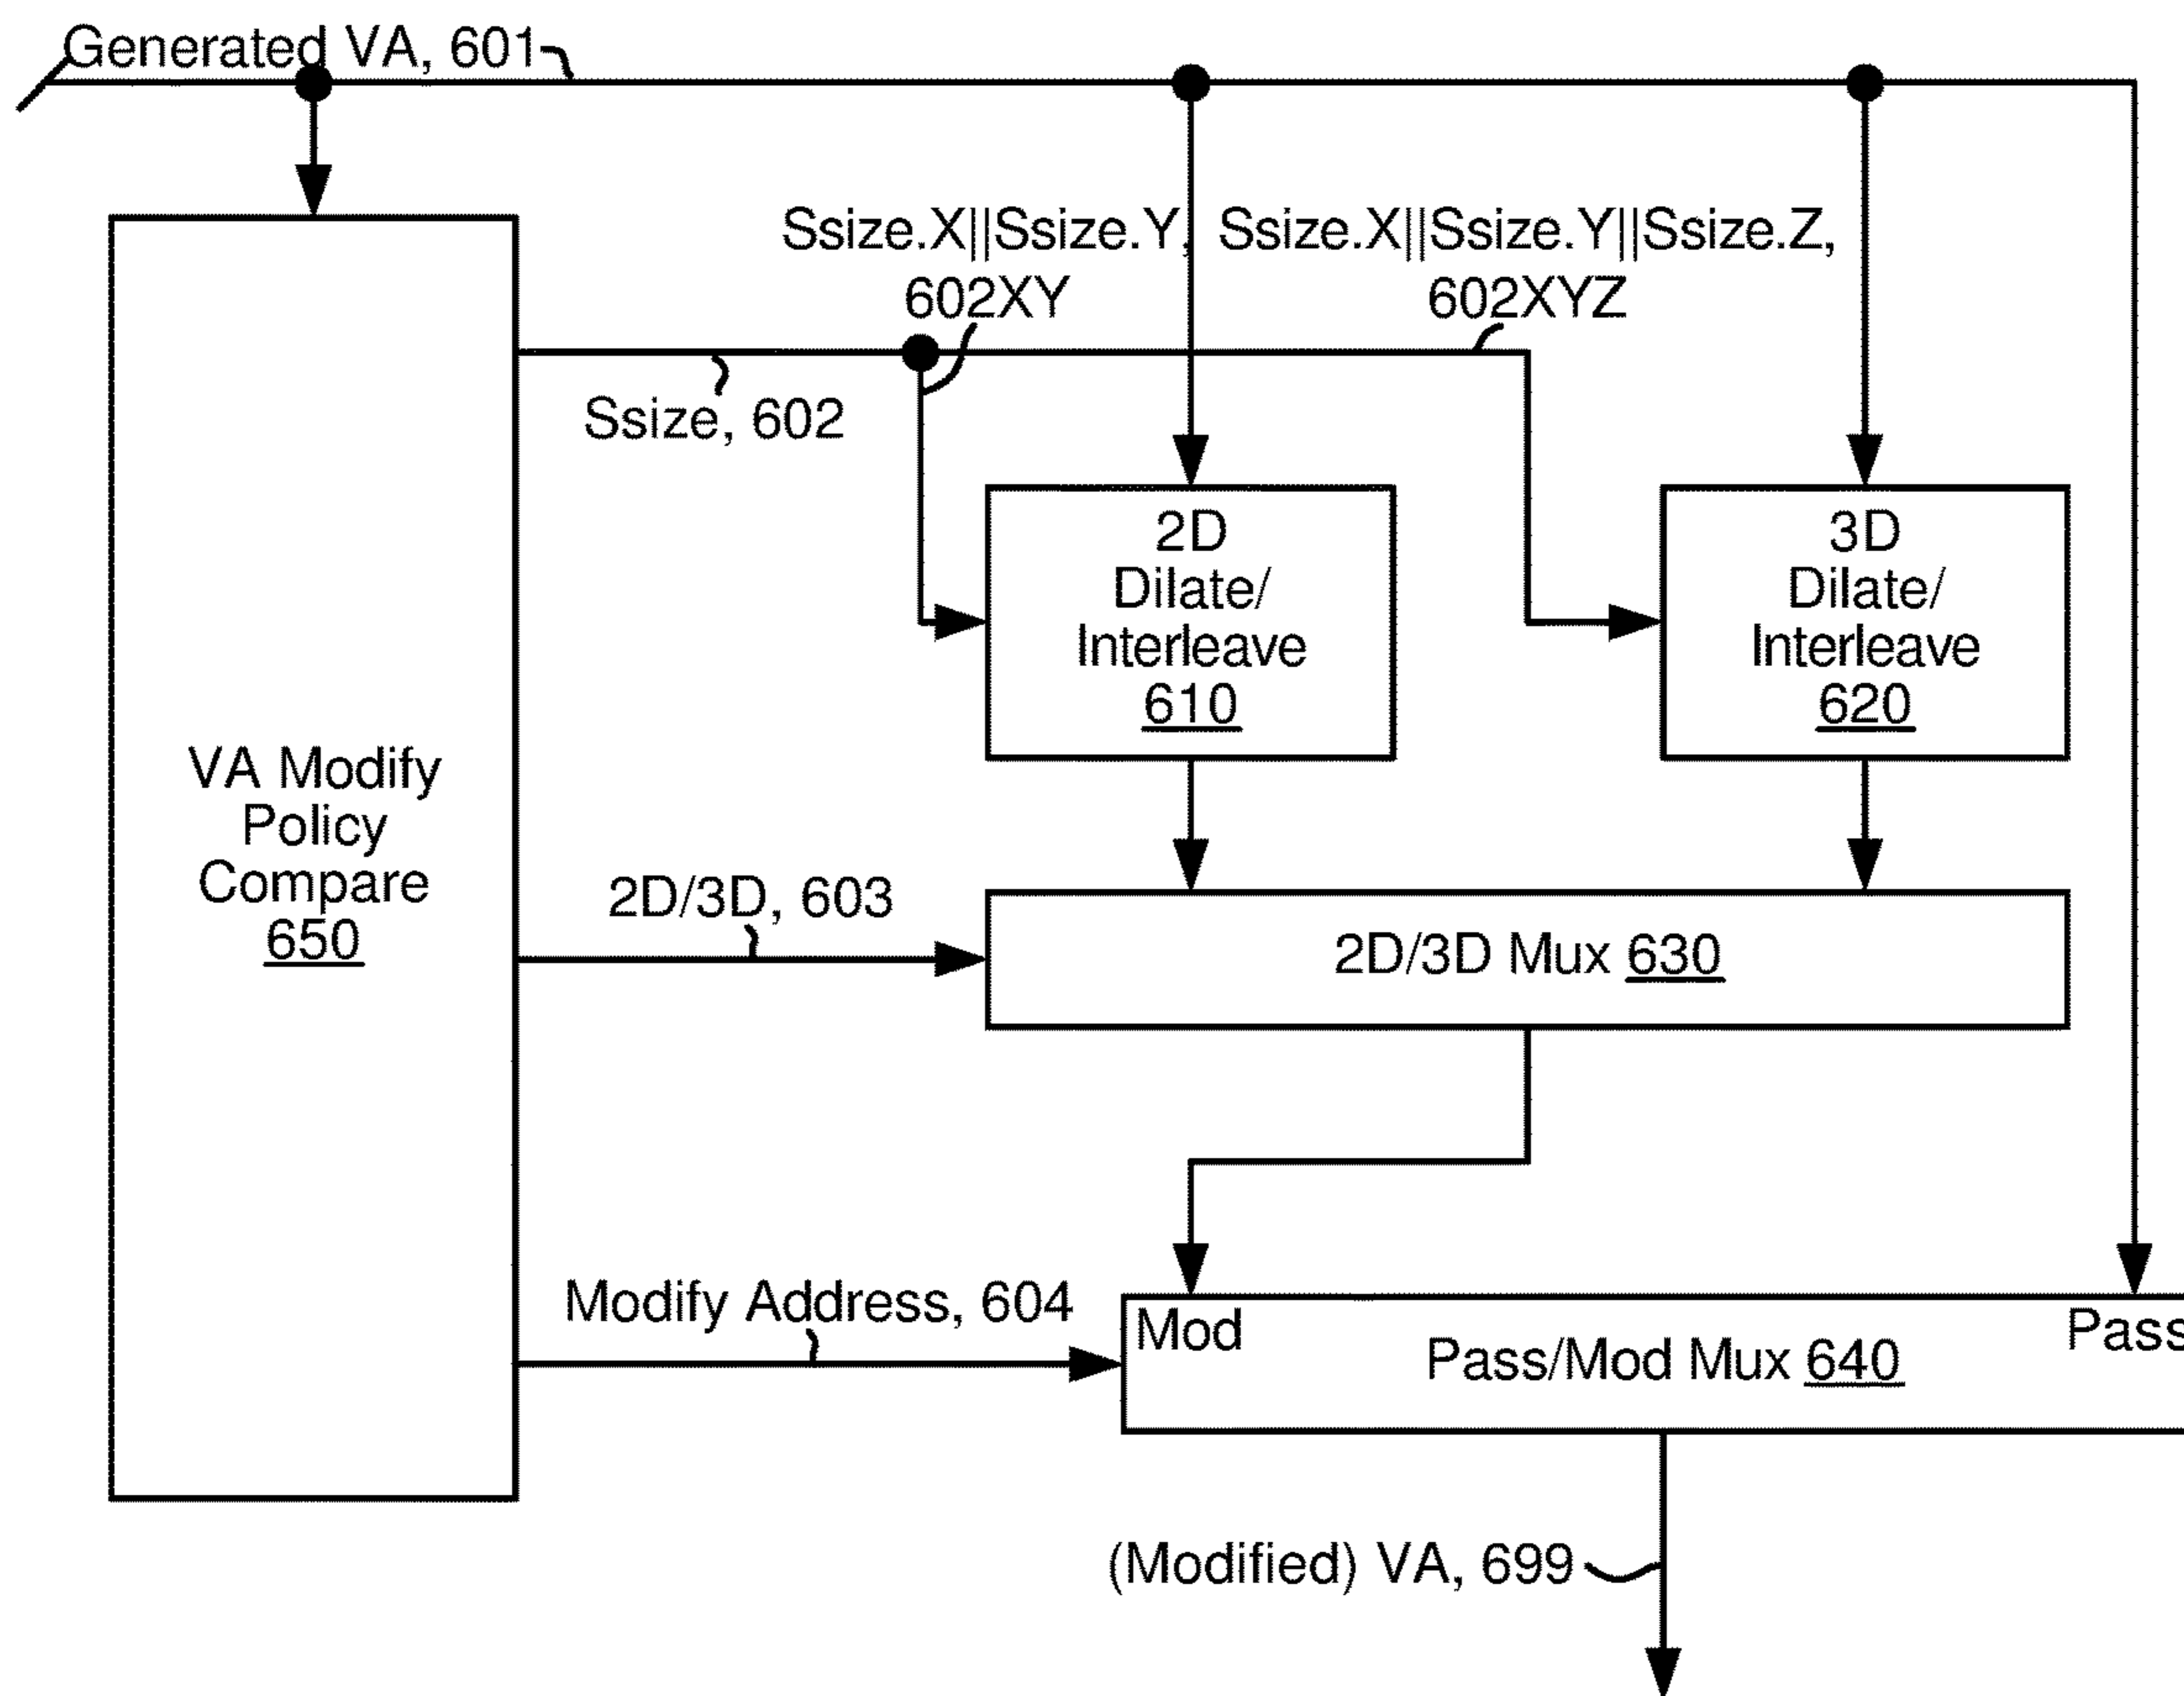 Generated VA, 601
Ssize.X||Ssize.Y,
602XY
Ssize.X||Ssize.Y||Ssize.Z,
602XYZ
Ssize, 602
2D
Dilate/
Interleave
610
3D
Dilate/
Interleave
620
VA Modify
Policy
Compare
650
2D/3D, 603
2D/3D Mux 630
Modify Address, 604
Mod
Pass/Mod Mux 640
Pass
(Modified) VA, 699